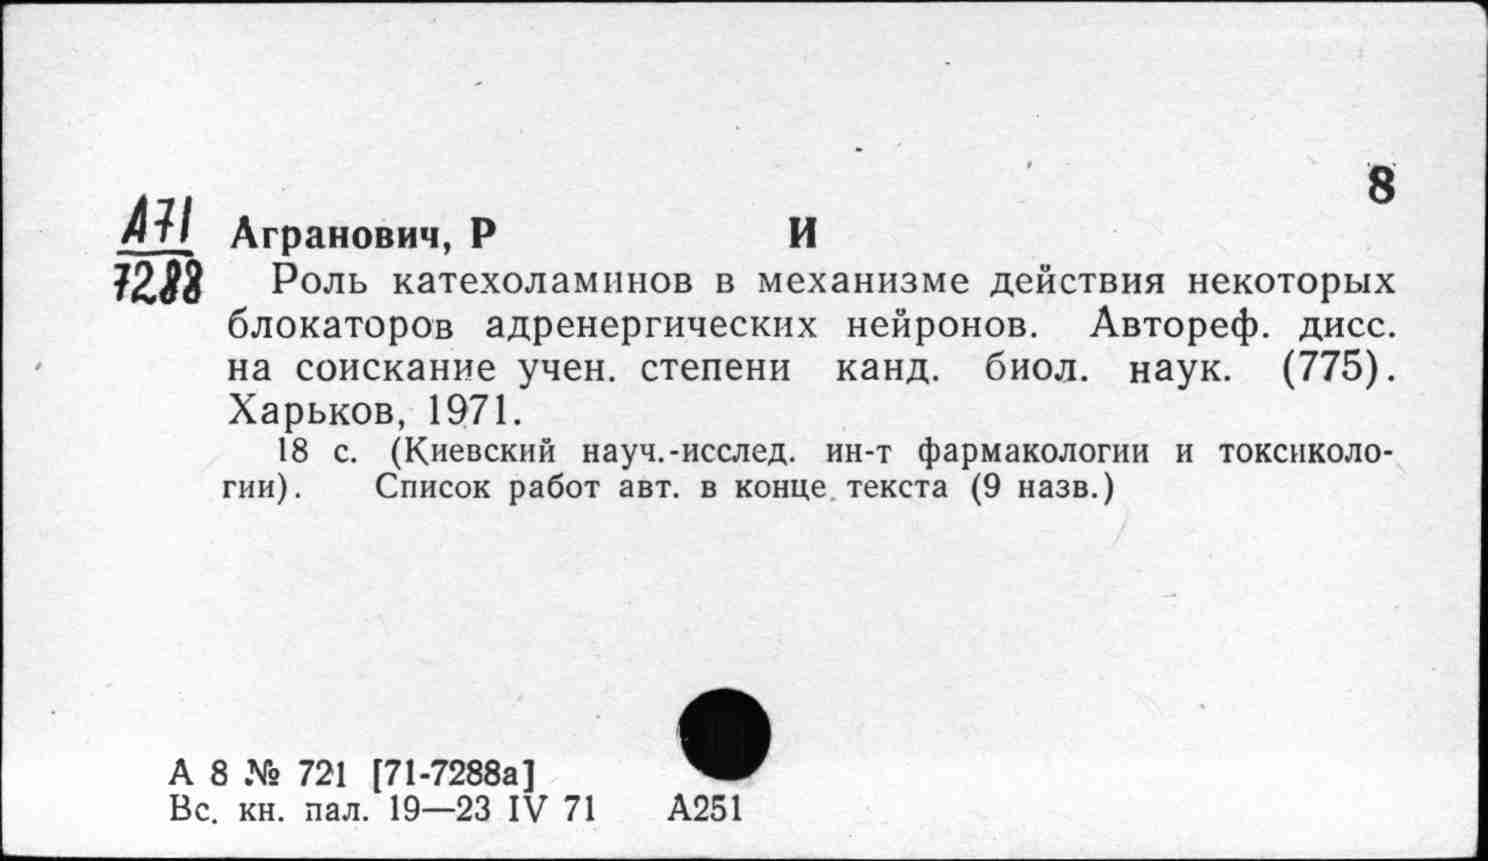 8
А71
7288
Агранович, Р И
Роль катехоламинов в механизме действия некоторых
блокаторов адренергических нейронов. Автореф. дисс.
на соискание учен. степени канд. биол. наук. (775).
Харьков, 1971.
18 с. (Киевский науч.-исслед. ин-т фармакологии и токсиколо-
гии). Список работ авт. в конце текста (9 назв.)
А 8 № 721 [71-7288а]
Вс. кн. пал. 19—23 IV 71 А251